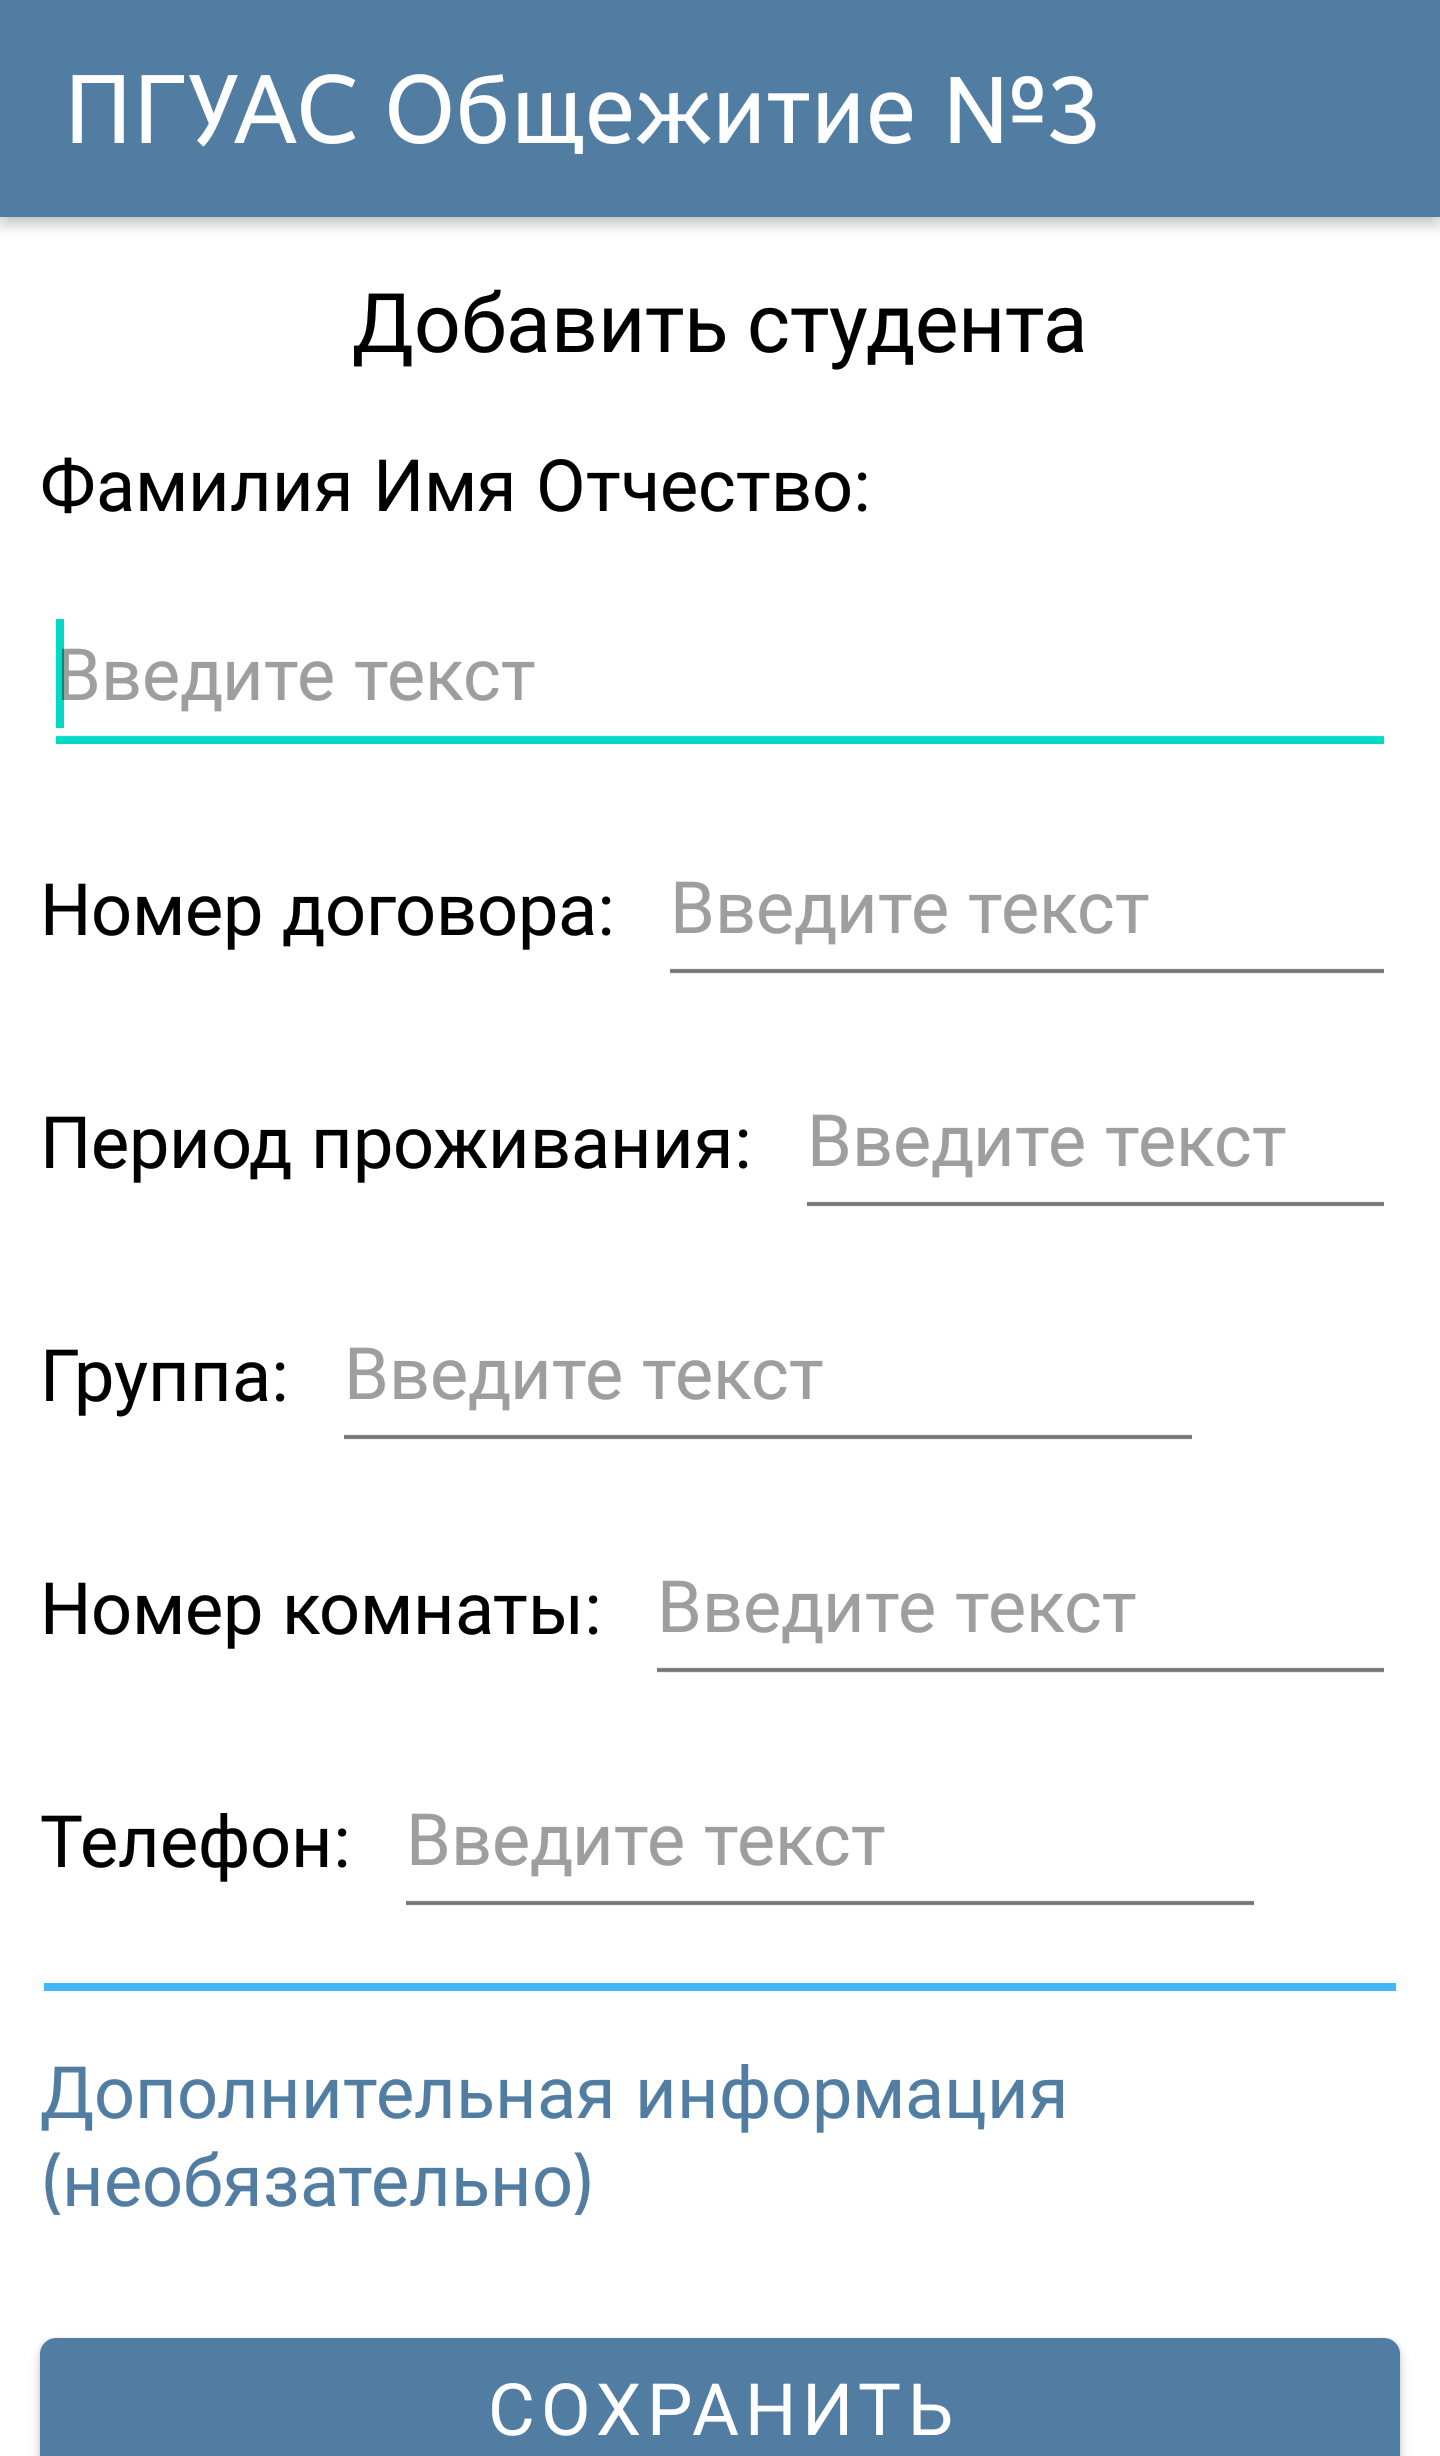 ПГУАС Общежитие №3
Добавить студента
Фамилия Имя Отчество:
Введите текст
Номер договора: Введите текст
Период проживания: Введите текст
Группа: Введите текст
Номер комнаты: Введите текст
Телефон: Введите текст
Дополнительная информация
(необязательно)
СОХРАНИТЬ